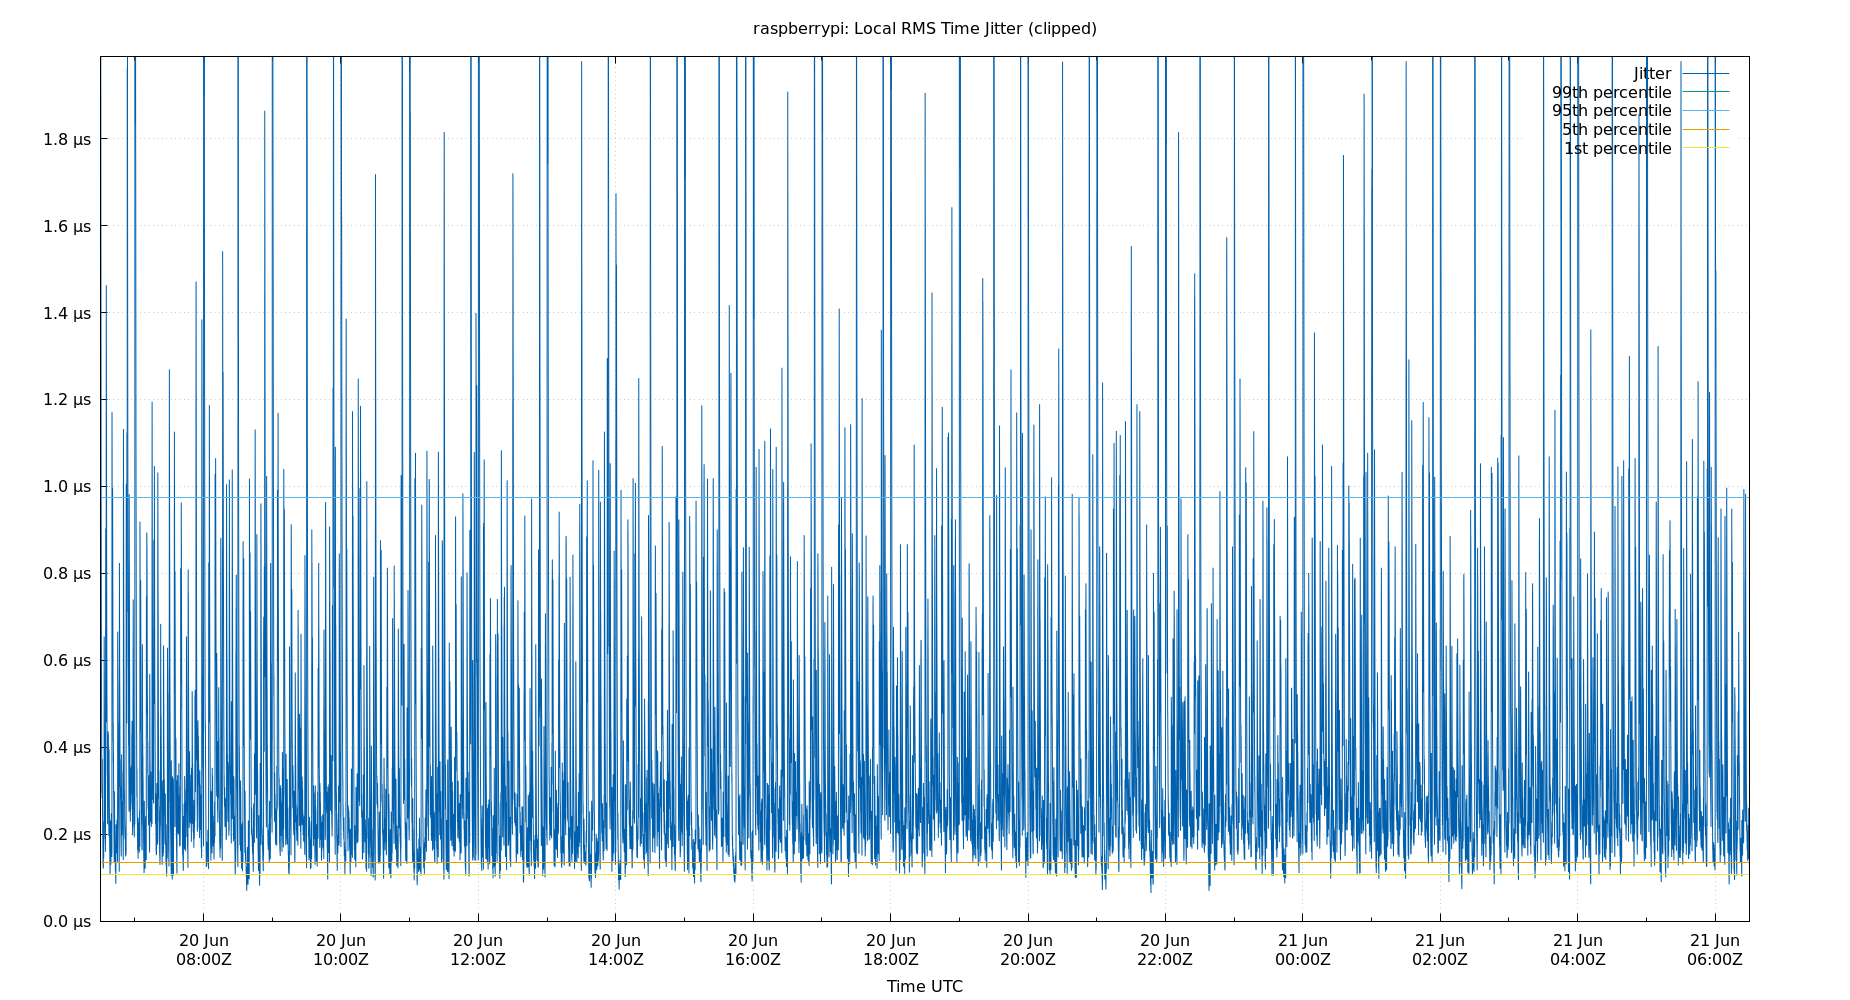 raspberrypi: Local RMS Time Jitter (clipped)
Jitter
99th percentile
95th percentile
5th percentile
1st percentile
1.8 µs
1.6 µs
1.4 µs
1.2 µs
1.0 µs
0.8 µs
0.6 µs
0.4 µs
0.2 µs
0.0 µs
20 Jun 20 Jun 20 Jun 20 Jun 20 Jun 20 Jun 20 Jun 20 Jun 21 Jun 21 Jun 21 Jun 21 Jun
08:00Z 10:00Z 12:00Z 14:00Z 16:00Z 18:00Z 20:00Z 22:00Z 00:00Z 02:00Z 04:00Z 06:00Z
Time UTC